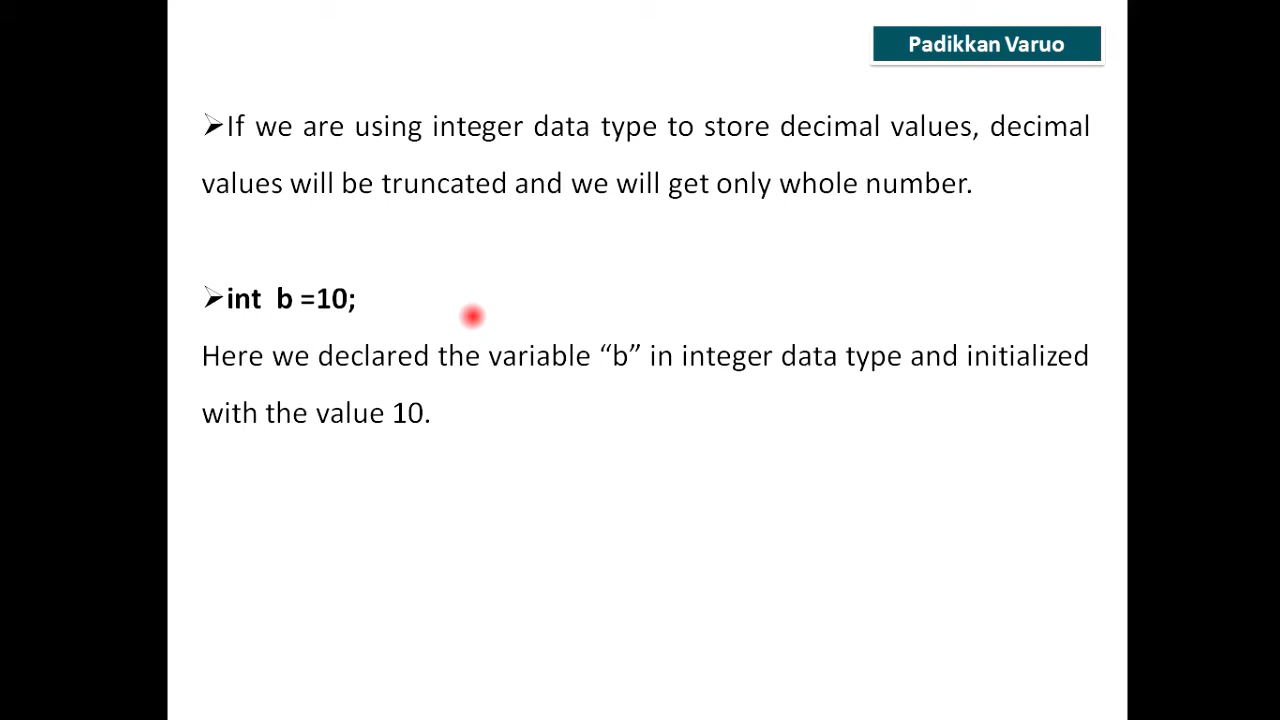 Padikkan Varuo
➢If we are using integer data type to store decimal values, decimal
values will be truncated and we will get only whole number.
➢int  b =10;
Here we declared the variable “b” in integer data type and initialized
with the value 10.